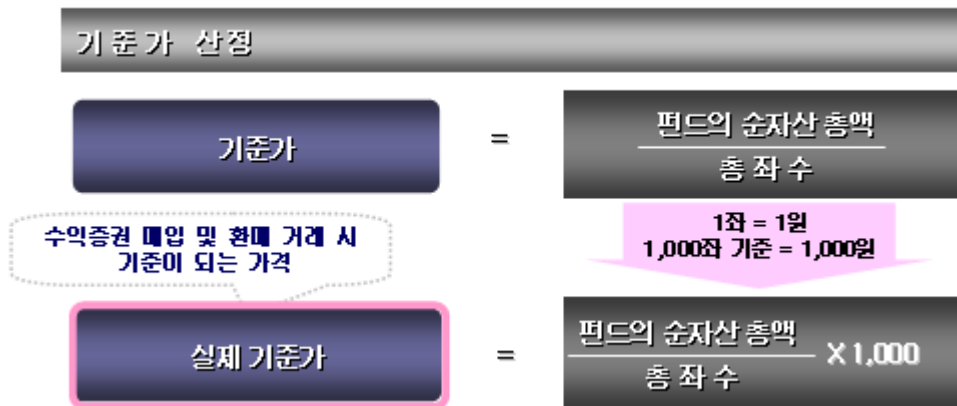 기준가 산정
기준가
=
펀드의 순자산 총액
총 좌 수
수익증권 매입 및 환매 거래 시
기준이 되는 가격
1좌 = 1원
1,000좌 기준 = 1,000원
실제 기준가
=
펀드의 순자산 총액
총 좌 수
X 1,000